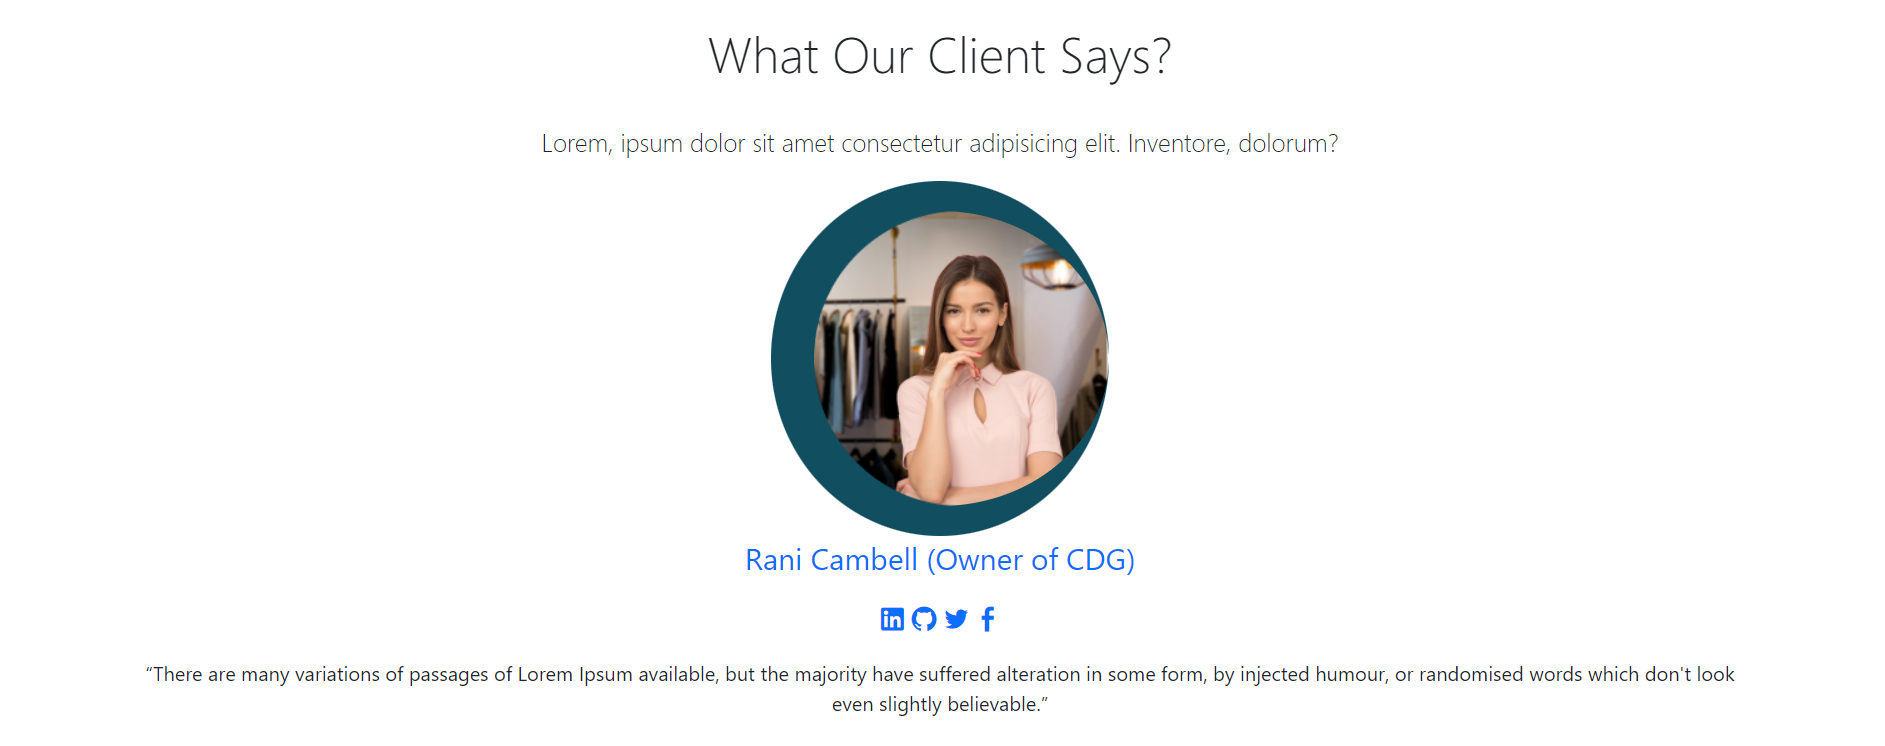 What Our Client Says?
Lorem, ipsum dolor sit amet consectetur adipisicing elit. Inventore, dolorum?
Rani Cambell (Owner of CDG)
“There are many variations of passages of Lorem Ipsum available, but the majority have suffered alteration in some form, by injected humour, or randomised words which don't look
even slightly believable.”